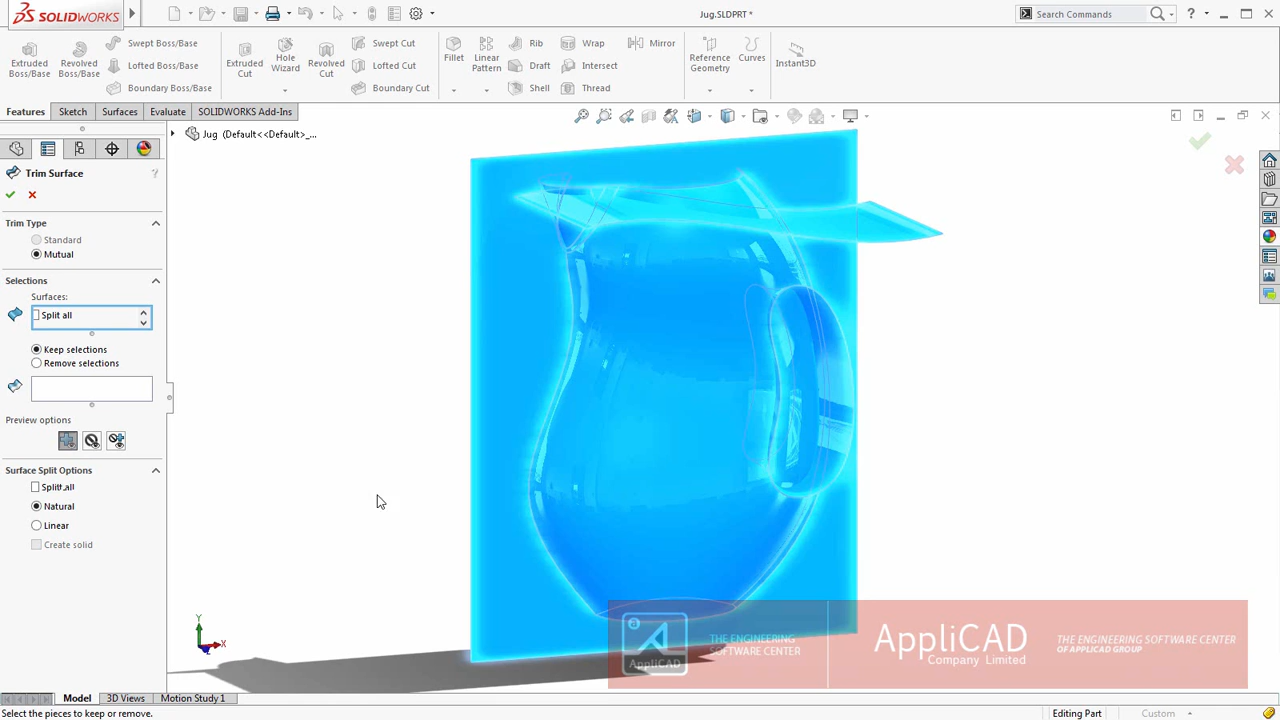 SOLIDWORKS
Jug.SLDPRT *
Search Commands
Extruded Boss/Base
Revolved Boss/Base
Swept Boss/Base
Lofted Boss/Base
Boundary Boss/Base
Extruded Cut
Hole Wizard
Revolved Cut
Swept Cut
Lofted Cut
Boundary Cut
Fillet
Linear Pattern
Rib
Draft
Shell
Wrap
Intersect
Thread
Mirror
Reference Geometry
Curves
Instant3D
Features
Sketch
Surfaces
Evaluate
SOLIDWORKS Add-Ins
Jug (Default<<Default>_...
Trim Surface
Trim Type
Standard
Mutual
Selections
Surfaces:
Split all
Keep selections
Remove selections
Preview options
Surface Split Options
Split all
Natural
Linear
Create solid
Y
X
a
AppliCAD
THE ENGINEERING
SOFTWARE CENTER
AppliCAD
Company Limited
THE ENGINEERING SOFTWARE CENTER
OF APPLICAD GROUP
Model
3D Views
Motion Study 1
Select the pieces to keep or remove.
Editing Part
Custom